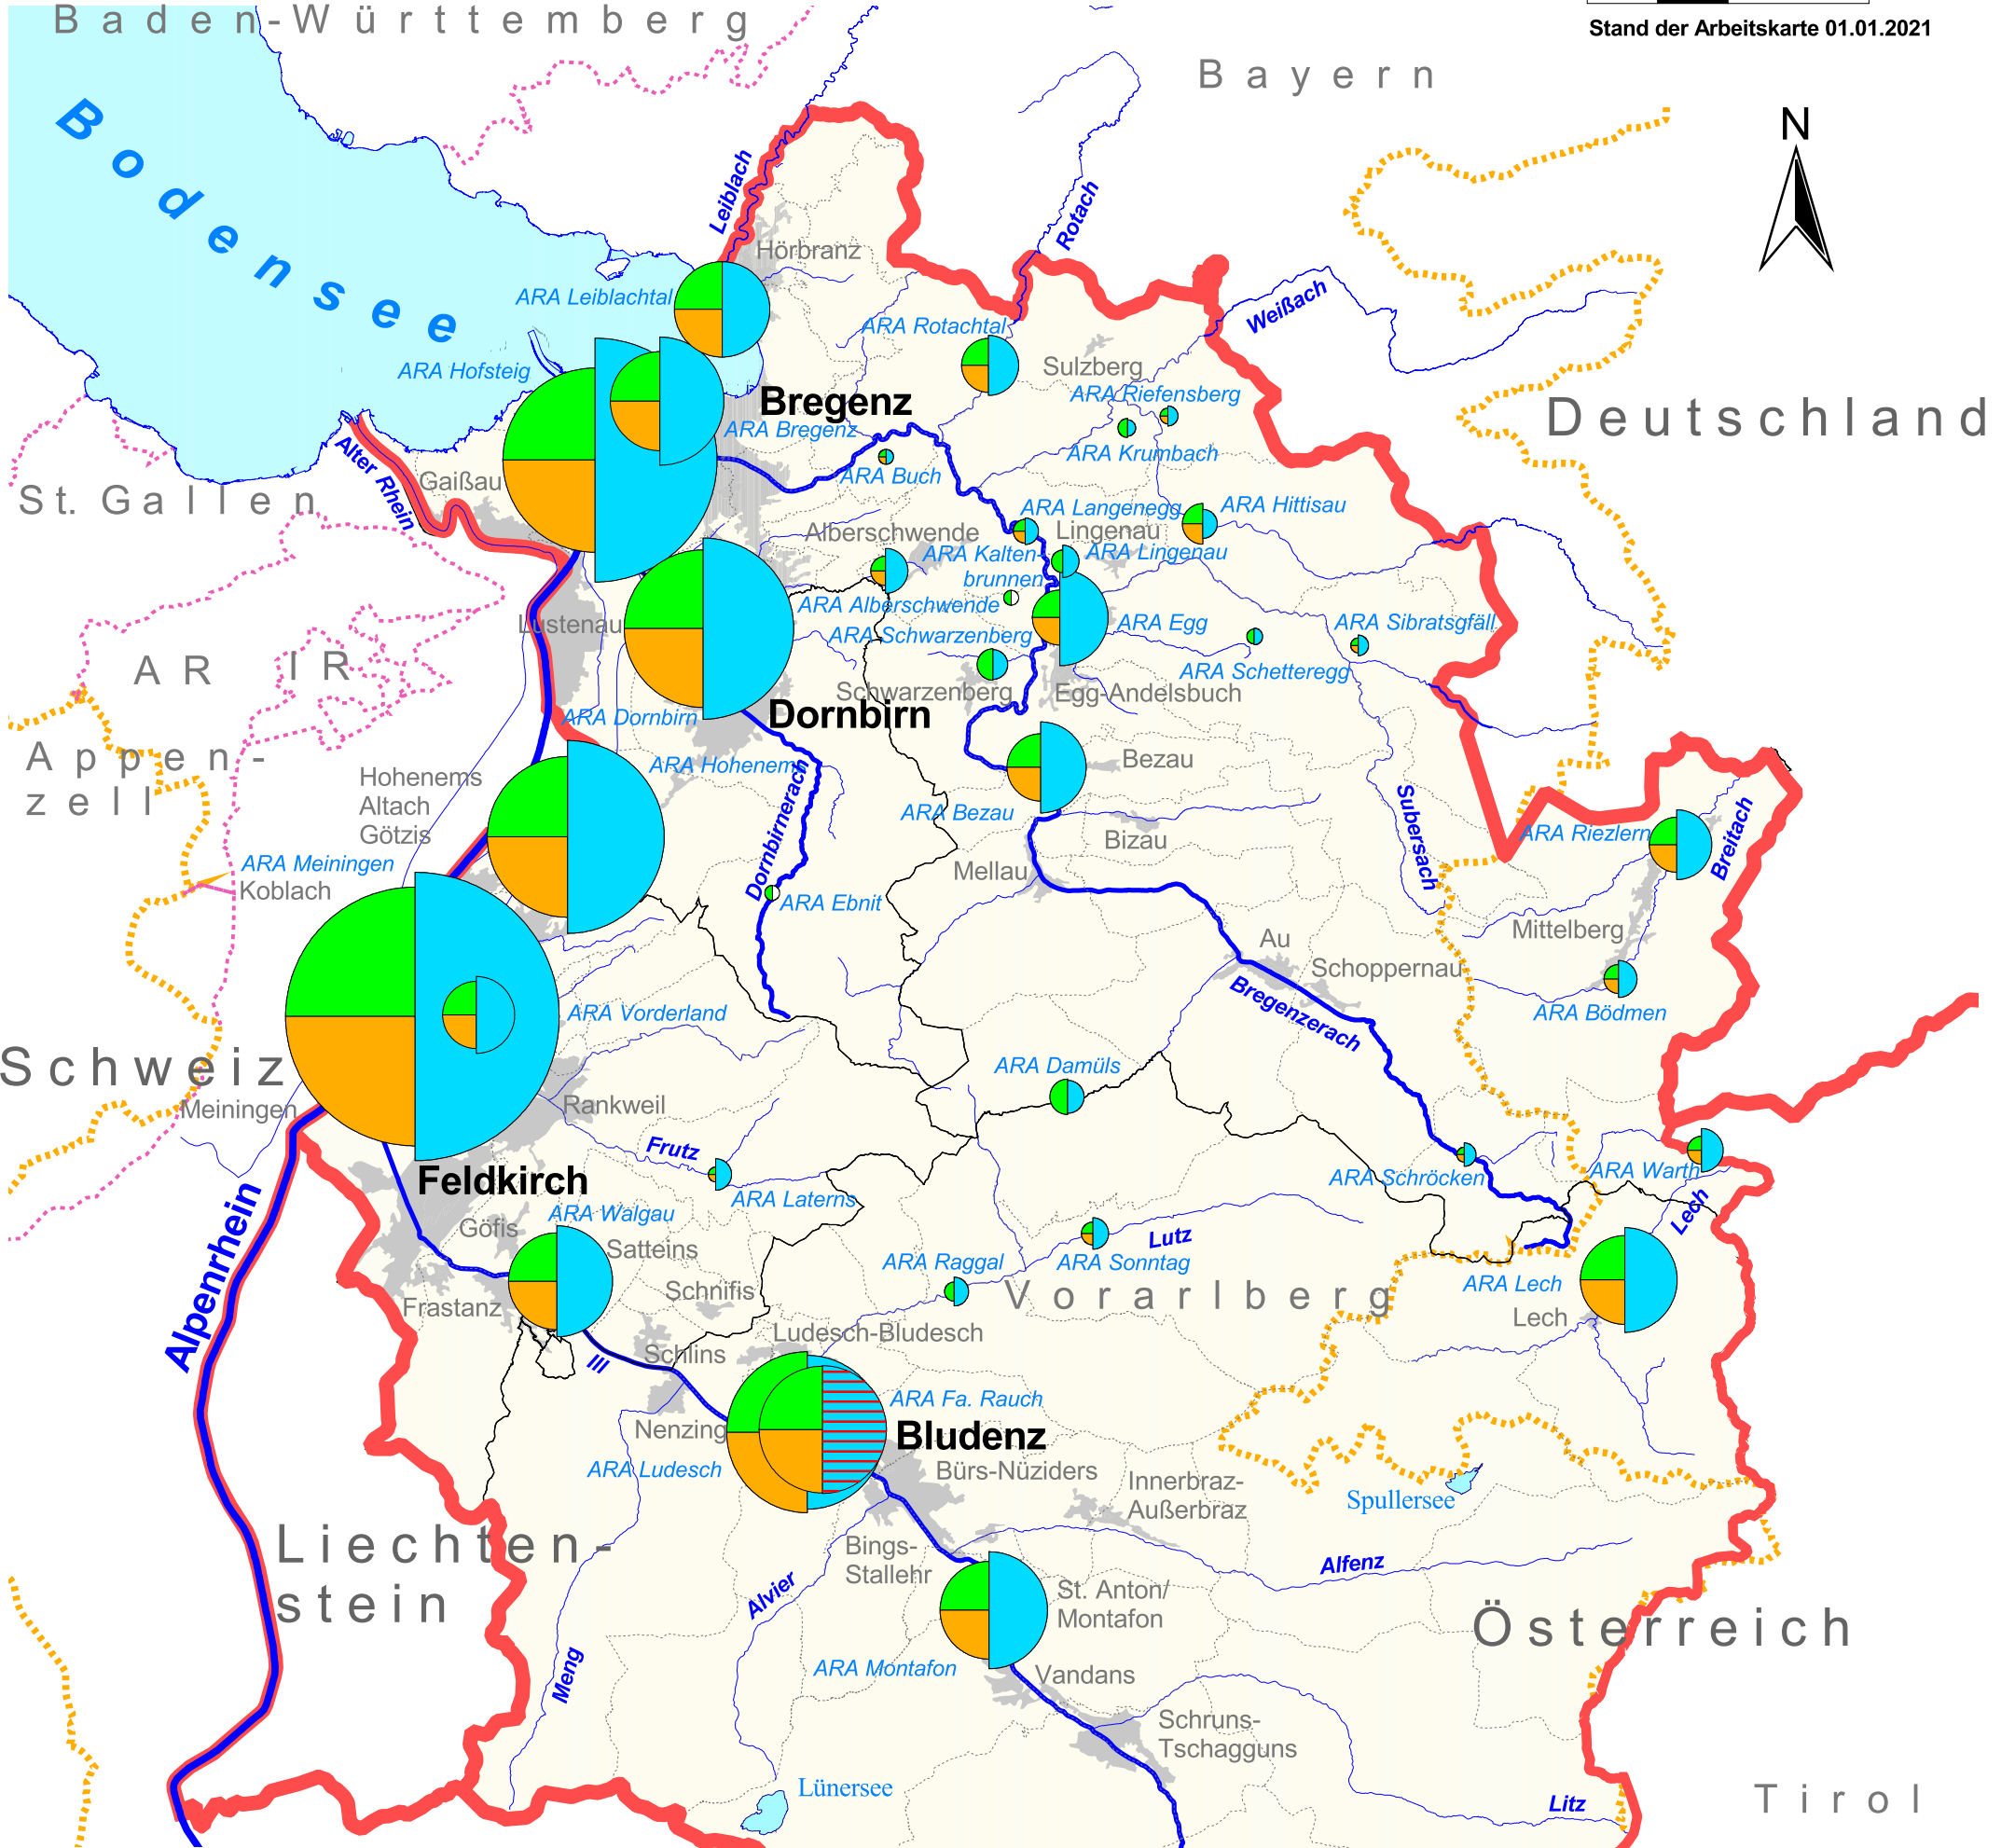 Baden-Württemberg
Stand der Arbeitskarte 01.01.2021
Bayern
N
Bodensee
Leiblach
Rotach
Hörbranz
ARA Leiblachtal
Weißach
ARA Rotachtal
ARA Hofsteig
Sulzberg
ARA Riefensberg
Bregenz
Deutschland
ARA Bregenz
ARA Krumbach
Alter Rhein
Gaißau
ARA Buch
St. Gallen
ARA Langenegg
ARA Hittisau
Alberschwende
Lingenau
ARA Kalten-
brunnen
ARA Lingenau
ARA Alberschwende
Lustenau
ARA Schwarzenberg
ARA Egg
ARA Sibratsgfäll
AR
IR
ARA Schetteregg
Schwarzenberg
Egg-Andelsbuch
ARA Dornbirn
Dornbirn
Appen-
zell
ARA Hohenems
Bezau
Hohenems
Altach
Götzis
Dornbirnerach
ARA Bezau
Subersach
ARA Riezlern
Breitach
Bizau
ARA Meiningen
Koblach
Mellau
ARA Ebnit
Mittelberg
Au
Schoppernau
Bregenzerach
ARA Vorderland
ARA Bödmen
Schweiz
ARA Damüls
Meiningen
Rankweil
Frutz
Feldkirch
ARA Laterns
ARA Schröcken
ARA Warth
Lech
Alpenrhein
ARA Walgau
Göfis
Satteins
Lutz
ARA Raggal
ARA Sonntag
Vorarlberg
ARA Lech
Lech
Schnifis
Frastanz
Ludesch-Bludesch
Schlins
Ill
ARA Fa. Rauch
Nenzing
Bludenz
ARA Ludesch
Bürs-Nüziders
Innerbraz-
Außerbraz
Spullersee
Liechten-
stein
Bings-
Stallehr
Alfenz
Alvier
St. Anton/
Montafon
Österreich
Meng
ARA Montafon
Vandans
Schruns-
Tschagguns
Lünersee
Litz
Tirol